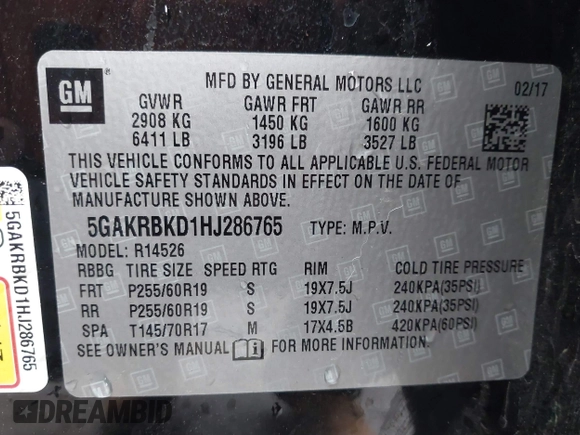 GM
MFD BY GENERAL MOTORS LLC 02/17
GVWR GAWR FRT GAWR RR
2908 KG 1450 KG 1600 KG
6411 LB 3196 LB 3527 LB
THIS VEHICLE CONFORMS TO ALL APPLICABLE U.S. FEDERAL MOTOR
VEHICLE SAFETY STANDARDS IN EFFECT ON THE DATE OF
MANUFACTURE SHOWN ABOVE.
5GAKRBKD1HJ286765 TYPE: M.P.V.
MODEL: R14526
RBBG TIRE SIZE SPEED RTG RIM COLD TIRE PRESSURE
FRT P255/60R19 S 19X7.5J 240KPA(35PSI)
RR P255/60R19 S 19X7.5J 240KPA(35PSI)
SPA T145/70R17 M 17X4.5B 420KPA(60PSI)
SEE OWNER'S MANUAL FOR MORE INFORMATION.
5GAKRBKD1HJ286765
DREAMBID